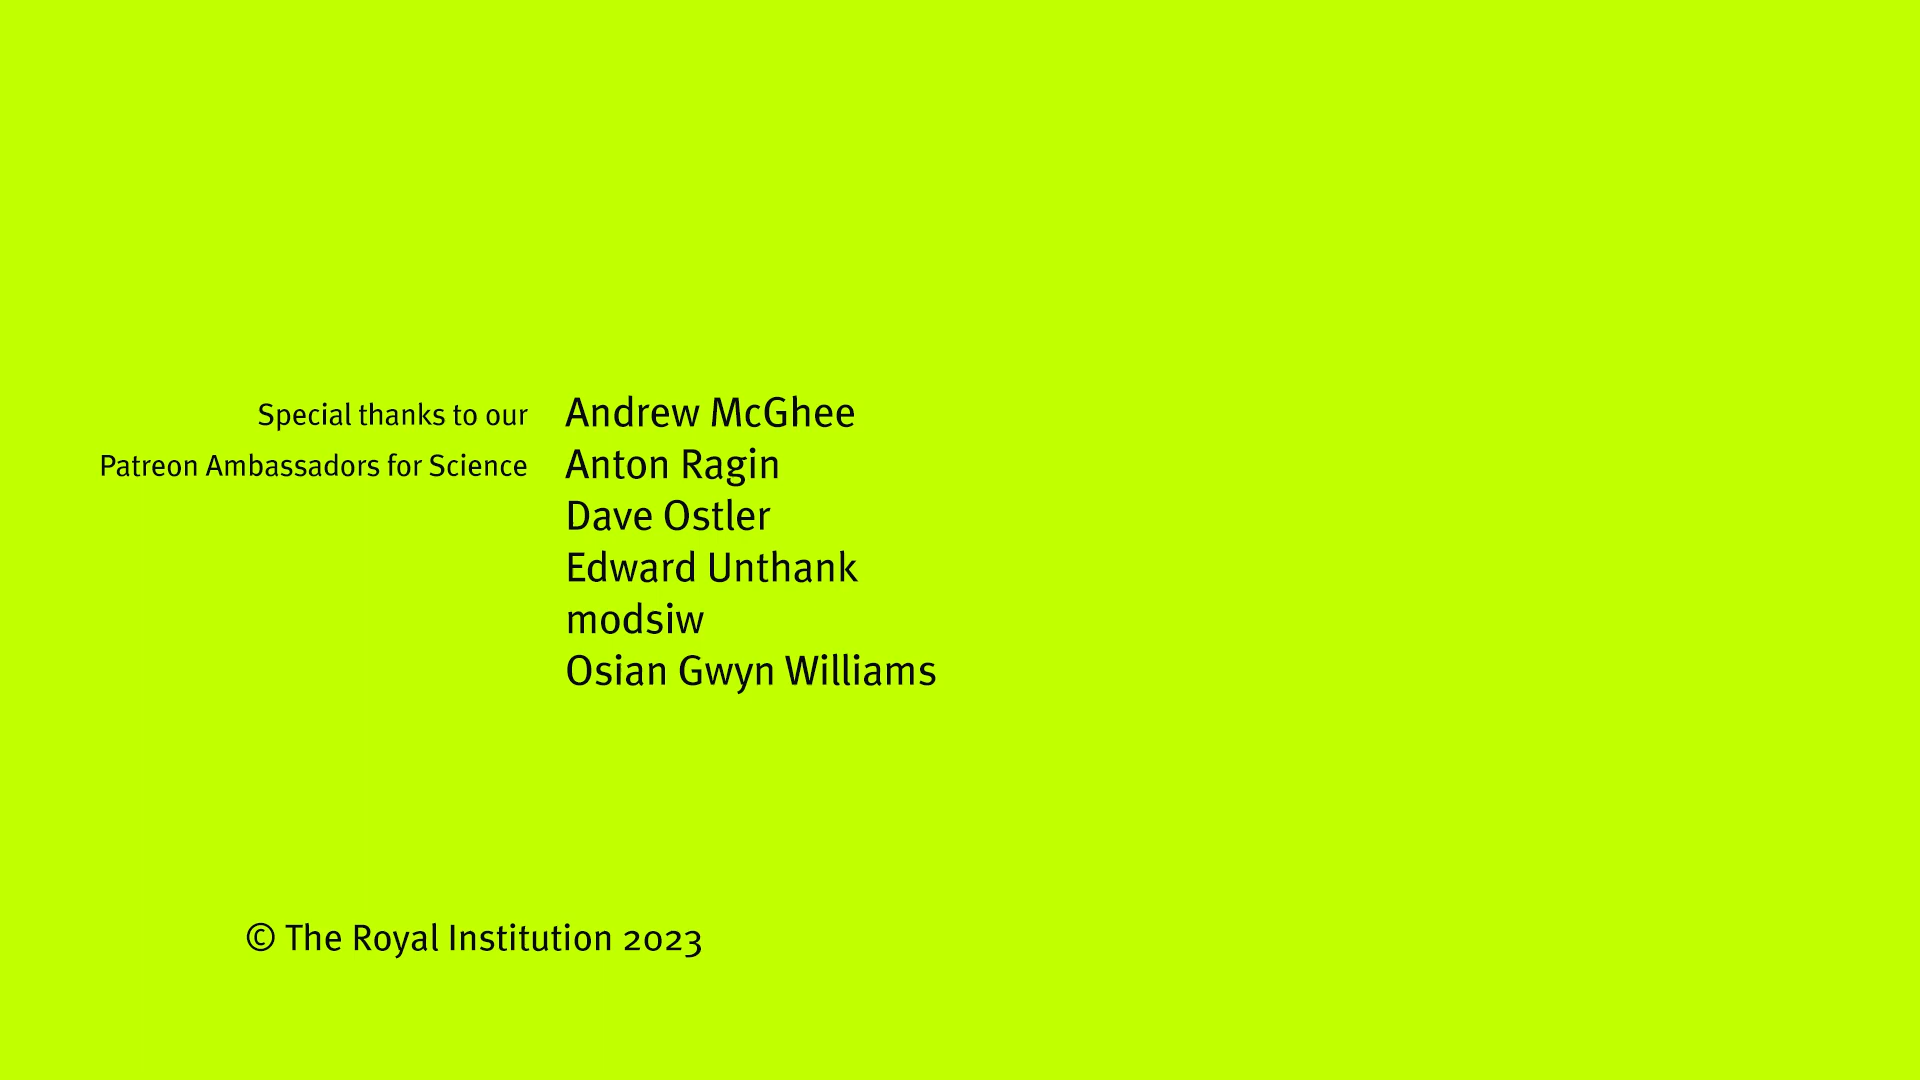 Special thanks to our
Patreon Ambassadors for Science
Andrew McGhee
Anton Ragin
Dave Ostler
Edward Unthank
modsiw
Osian Gwyn Williams
© The Royal Institution 2023